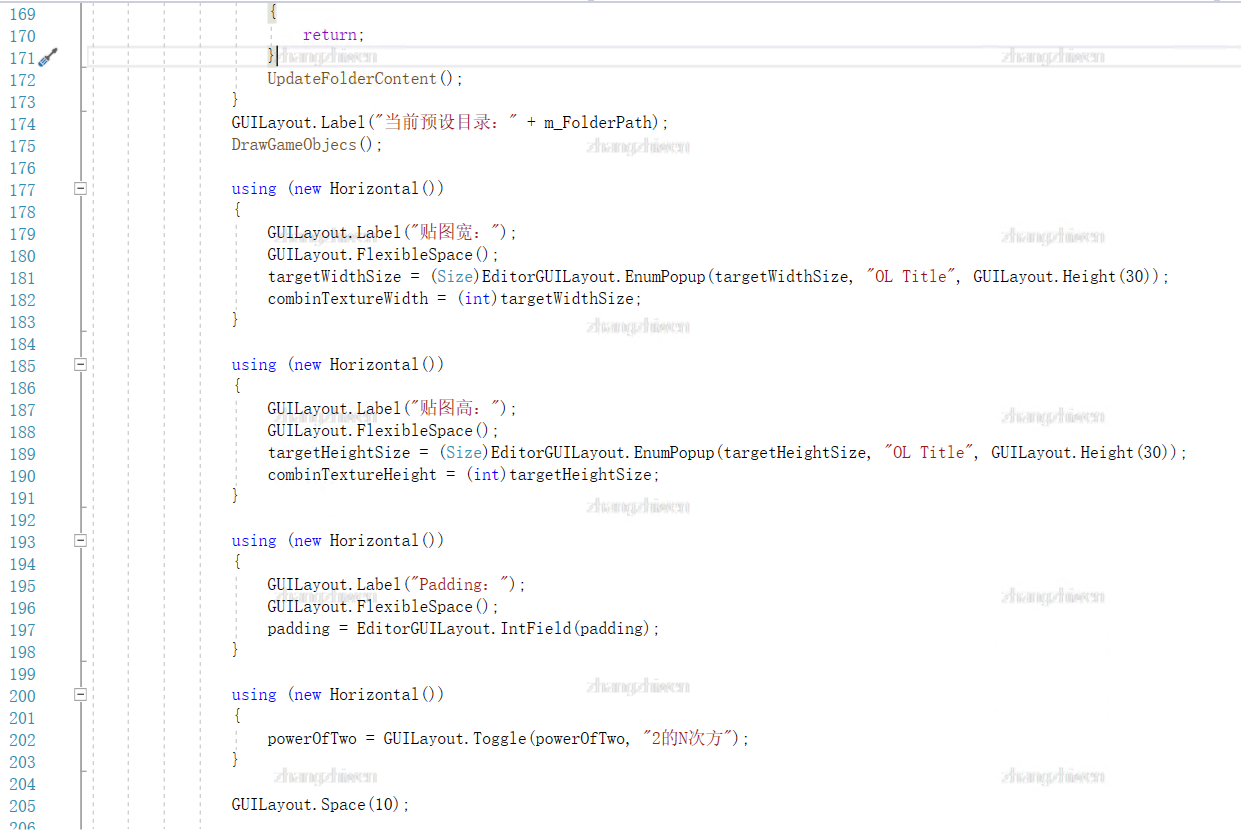 169 {
170 return;
171 }
172 UpdateFolderContent();
173 }
174 GUILayout.Label("当前预设目录：" + m_FolderPath);
175 DrawGameObjecs();
176
177 using (new Horizontal())
178 {
179 GUILayout.Label("贴图宽：");
180 GUILayout.FlexibleSpace();
181 targetWidthSize = (Size)EditorGUILayout.EnumPopup(targetWidthSize, "OL Title", GUILayout.Height(30));
182 combinTextureWidth = (int)targetWidthSize;
183 }
184
185 using (new Horizontal())
186 {
187 GUILayout.Label("贴图高：");
188 GUILayout.FlexibleSpace();
189 targetHeightSize = (Size)EditorGUILayout.EnumPopup(targetHeightSize, "OL Title", GUILayout.Height(30));
190 combinTextureHeight = (int)targetHeightSize;
191 }
192
193 using (new Horizontal())
194 {
195 GUILayout.Label("Padding：");
196 GUILayout.FlexibleSpace();
197 padding = EditorGUILayout.IntField(padding);
198 }
199
200 using (new Horizontal())
201 {
202 powerOfTwo = GUILayout.Toggle(powerOfTwo, "2的N次方");
203 }
204
205 GUILayout.Space(10);
206